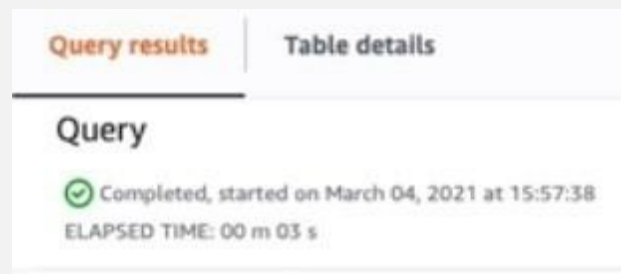 Query results Table details
Query
Completed, started on March 04, 2021 at 15:57:38
ELAPSED TIME: 00 m 03 s